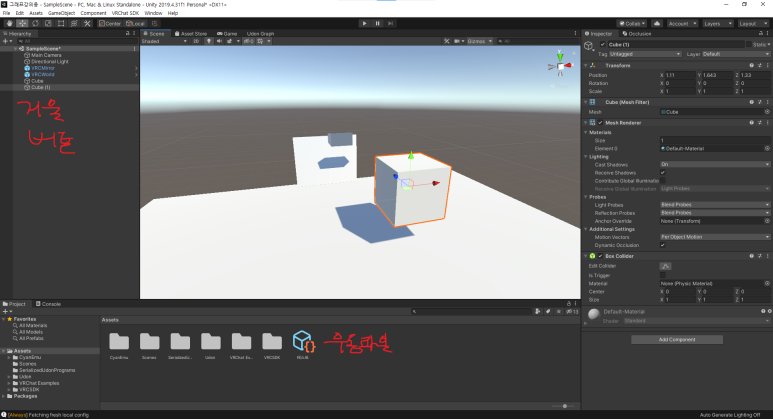 그래픽강의용 - SampleScene - PC, Mac & Linux Standalone - Unity 2019.4.31f1 Personal* <DX11>
File Edit Assets GameObject Component VRChat SDK Window Help
Center Local Collab Account Layers Layout
Hierarchy Scene Asset Store Game Udon Graph Inspector Occlusion
All Shaded 2D Gizmos All
SampleScene*
Main Camera
Directional Light
VRCMirror
VRCWorld
Cube
Cube (1)
거울
버튼
Cube (1) Static
Tag Untagged Layer Default
Transform
Position X 1.11 Y 1.643 Z 1.33
Rotation X 0 Y 0 Z 0
Scale X 1 Y 1 Z 1
Cube (Mesh Filter)
Mesh Cube
Mesh Renderer
Materials
Size 1
Element 0 Default-Material
Lighting
Cast Shadows On
Receive Shadows
Contribute Global Illuminatio
Receive Global Illumination Light Probes
Probes
Light Probes Blend Probes
Reflection Probes Blend Probes
Anchor Override None (Transform)
Additional Settings
Motion Vectors Per Object Motion
Dynamic Occlusion
Box Collider
Edit Collider
Is Trigger
Material None (Physic Material)
Center X 0 Y 0 Z 0
Size X 1 Y 1 Z 1
Default-Material
Shader Standard
Add Component
Project Console
Favorites
All Materials
All Models
All Prefabs
Assets
CyanEmu
Scenes
SerializedUdonPrograms
Udon
VRChat Examples
VRCSDK
Packages
Assets
CyanEmu Scenes Serializedu... Udon VRChat Ex... VRCSDK
우동파일
[Always] Fetching fresh local config Auto Generate Lighting Off